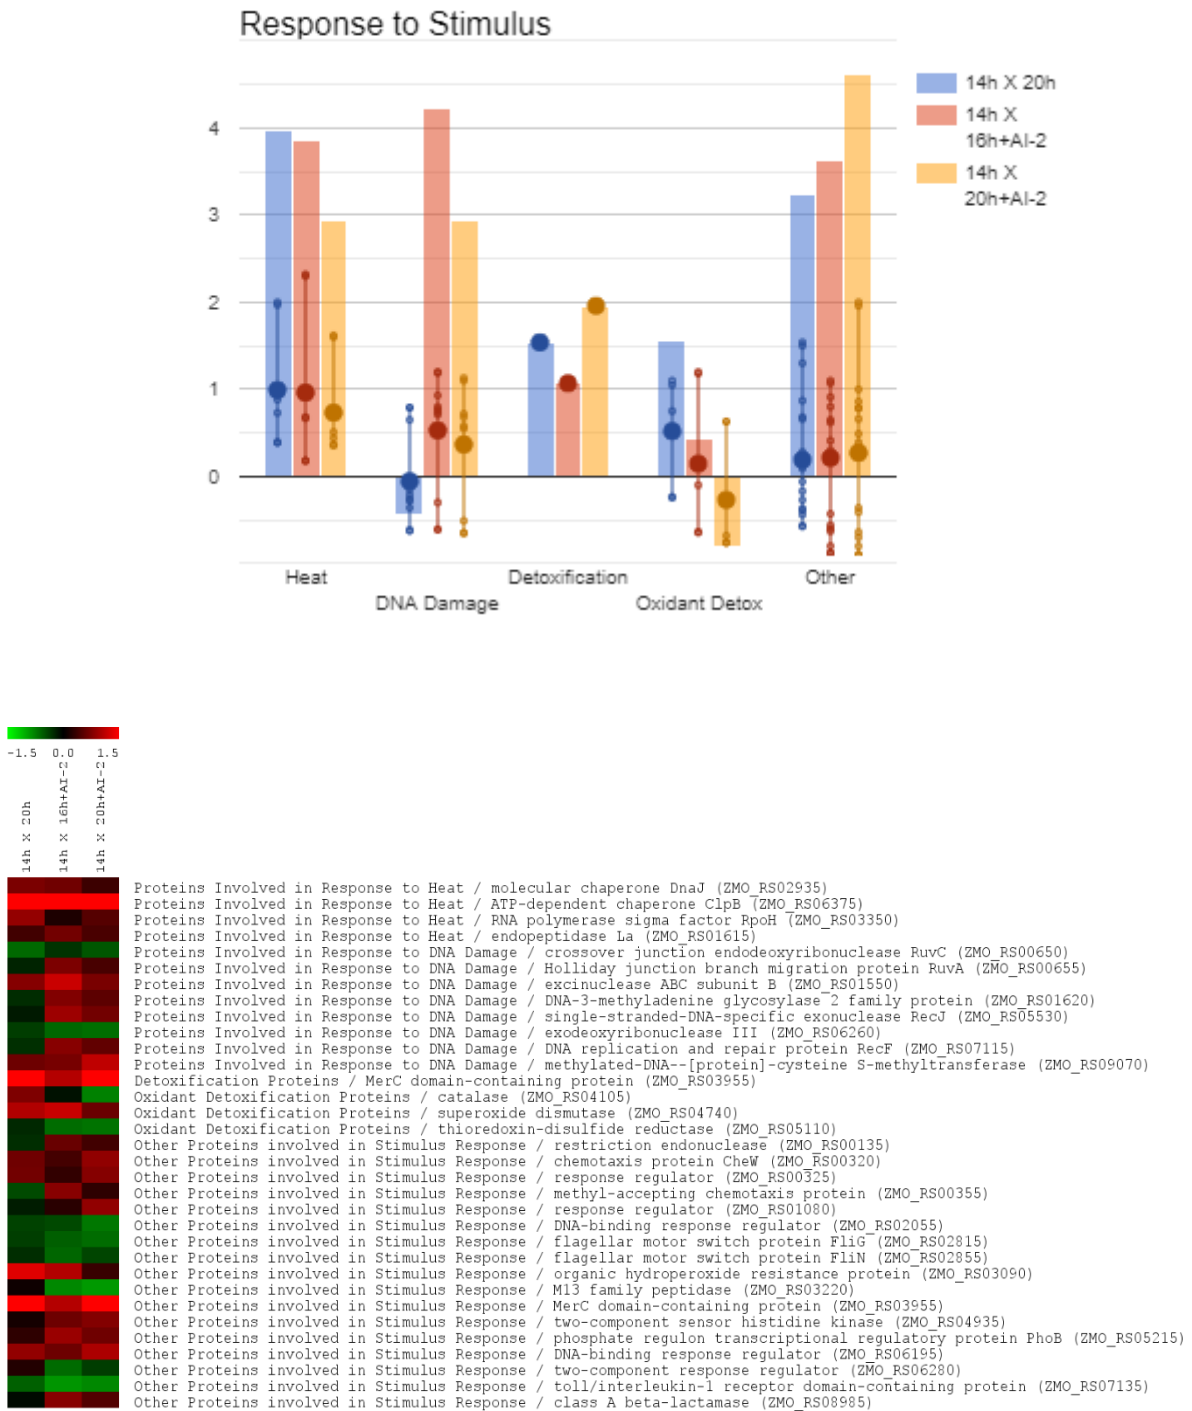 Response to Stimulus
14h X 20h
14h X
16h+AI-2
14h X
20h+AI-2
4
3
2
1
0
Heat
DNA Damage
Detoxification
Oxidant Detox
Other
-1.5 0.0 1.5
14h X 20h
14h X 16h+AI-2
14h X 20h+AI-2
Proteins Involved in Response to Heat / molecular chaperone DnaJ (ZMO_RS02935)
Proteins Involved in Response to Heat / ATP-dependent chaperone ClpB (ZMO_RS06375)
Proteins Involved in Response to Heat / RNA polymerase sigma factor RpoH (ZMO_RS03350)
Proteins Involved in Response to Heat / endopeptidase La (ZMO_RS01615)
Proteins Involved in Response to DNA Damage / crossover junction endodeoxyribonuclease RuvC (ZMO_RS00650)
Proteins Involved in Response to DNA Damage / Holliday junction branch migration protein RuvA (ZMO_RS00655)
Proteins Involved in Response to DNA Damage / excinuclease ABC subunit B (ZMO_RS01550)
Proteins Involved in Response to DNA Damage / DNA-3-methyladenine glycosylase 2 family protein (ZMO_RS01620)
Proteins Involved in Response to DNA Damage / single-stranded-DNA-specific exonuclease RecJ (ZMO_RS05530)
Proteins Involved in Response to DNA Damage / exodeoxyribonuclease III (ZMO_RS06260)
Proteins Involved in Response to DNA Damage / DNA replication and repair protein RecF (ZMO_RS07115)
Proteins Involved in Response to DNA Damage / methylated-DNA--[protein]-cysteine S-methyltransferase (ZMO_RS09070)
Detoxification Proteins / MerC domain-containing protein (ZMO_RS03955)
Oxidant Detoxification Proteins / catalase (ZMO_RS04105)
Oxidant Detoxification Proteins / superoxide dismutase (ZMO_RS04740)
Oxidant Detoxification Proteins / thioredoxin-disulfide reductase (ZMO_RS05110)
Other Proteins involved in Stimulus Response / restriction endonuclease (ZMO_RS00135)
Other Proteins involved in Stimulus Response / chemotaxis protein CheW (ZMO_RS00320)
Other Proteins involved in Stimulus Response / response regulator (ZMO_RS00325)
Other Proteins involved in Stimulus Response / methyl-accepting chemotaxis protein (ZMO_RS00355)
Other Proteins involved in Stimulus Response / response regulator (ZMO_RS01080)
Other Proteins involved in Stimulus Response / DNA-binding response regulator (ZMO_RS02055)
Other Proteins involved in Stimulus Response / flagellar motor switch protein FliG (ZMO_RS02815)
Other Proteins involved in Stimulus Response / flagellar motor switch protein FliN (ZMO_RS02855)
Other Proteins involved in Stimulus Response / organic hydroperoxide resistance protein (ZMO_RS03090)
Other Proteins involved in Stimulus Response / M13 family peptidase (ZMO_RS03220)
Other Proteins involved in Stimulus Response / MerC domain-containing protein (ZMO_RS03955)
Other Proteins involved in Stimulus Response / two-component sensor histidine kinase (ZMO_RS04935)
Other Proteins involved in Stimulus Response / phosphate regulon transcriptional regulatory protein PhoB (ZMO_RS05215)
Other Proteins involved in Stimulus Response / DNA-binding response regulator (ZMO_RS06195)
Other Proteins involved in Stimulus Response / two-component response regulator (ZMO_RS06280)
Other Proteins involved in Stimulus Response / toll/interleukin-1 receptor domain-containing protein (ZMO_RS07135)
Other Proteins involved in Stimulus Response / class A beta-lactamase (ZMO_RS08985)